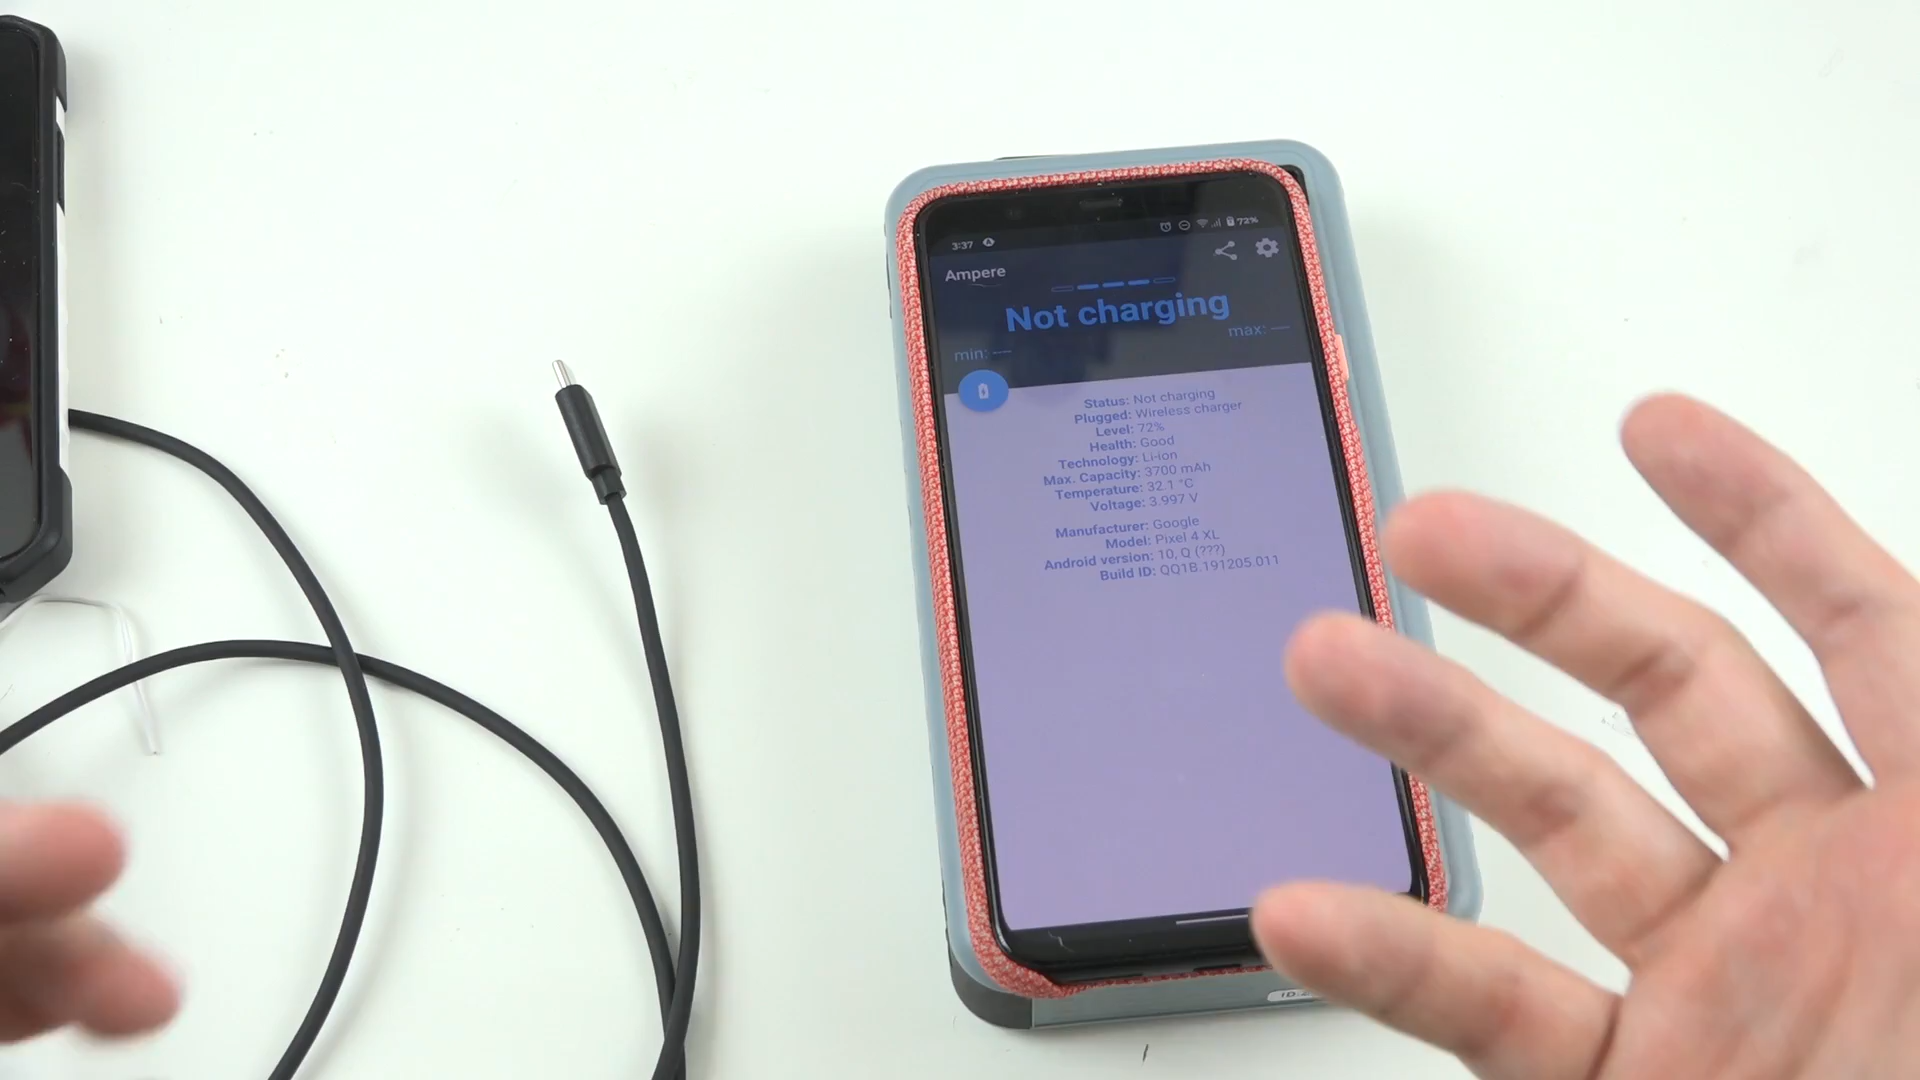 3:37 72%
Ampere
Not charging
max: —
min: —
Status: Not charging
Plugged: Wireless charger
Level: 72%
Health: Good
Technology: Li-ion
Max. Capacity: 3700 mAh
Temperature: 32.1 °C
Voltage: 3.997 V
Manufacturer: Google
Model: Pixel 4 XL
Android version: 10, Q (???)
Build ID: QQ1B.191205.011
ID: